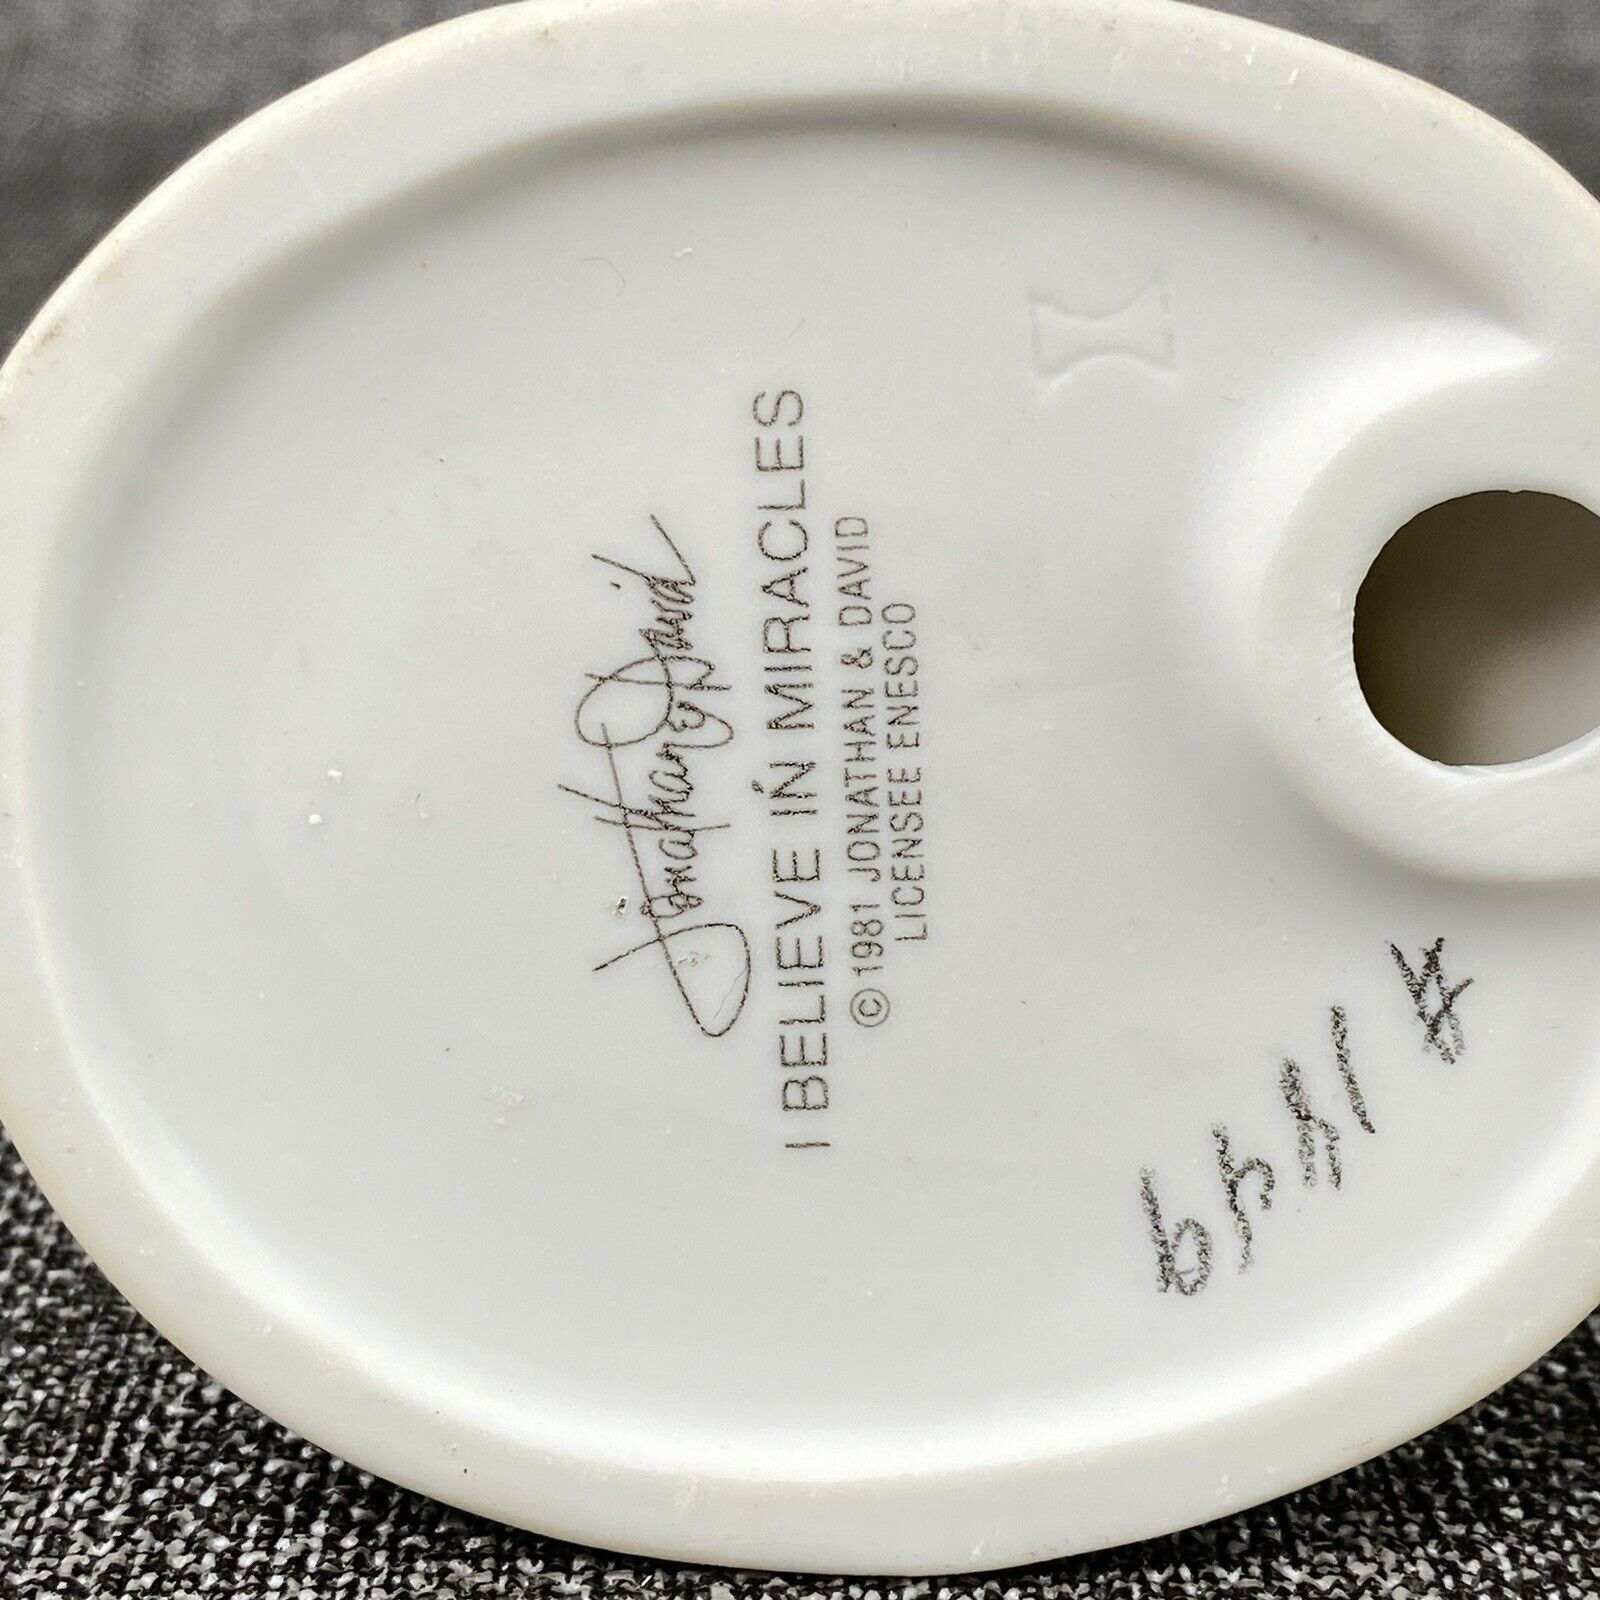 Jonathan & David
I BELIEVE IN MIRACLES
© 1981 JONATHAN & DAVID
LICENSEE ENESCO